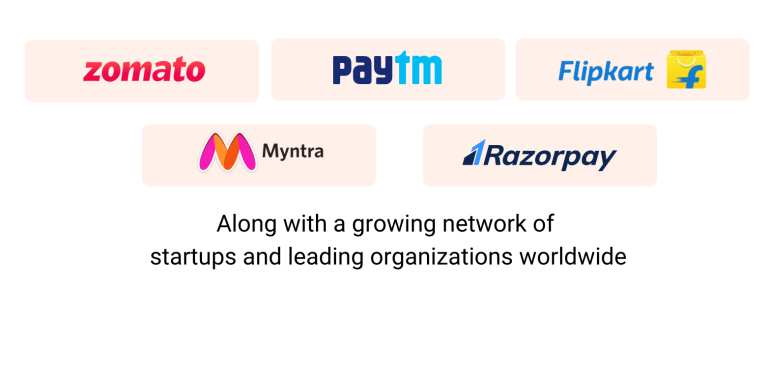 zomato
paytm
Flipkart
Myntra
Razorpay
Along with a growing network of
startups and leading organizations worldwide